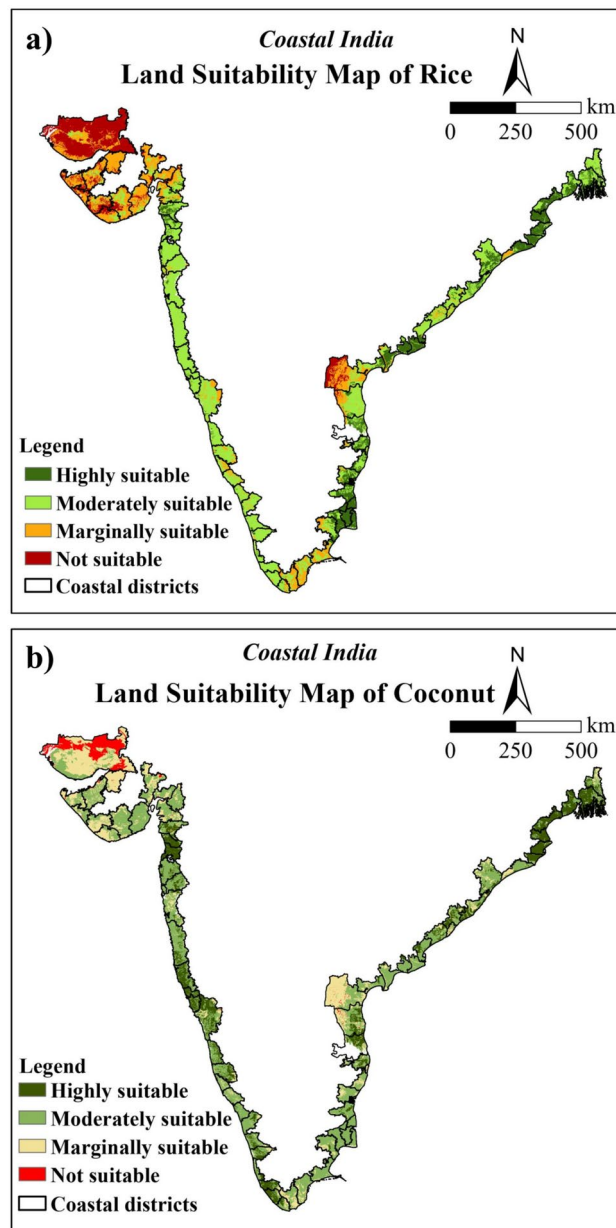 a)
Coastal India
Land Suitability Map of Rice
N
km
0 250 500
Legend
Highly suitable
Moderately suitable
Marginally suitable
Not suitable
Coastal districts
b)
Coastal India
Land Suitability Map of Coconut
N
km
0 250 500
Legend
Highly suitable
Moderately suitable
Marginally suitable
Not suitable
Coastal districts